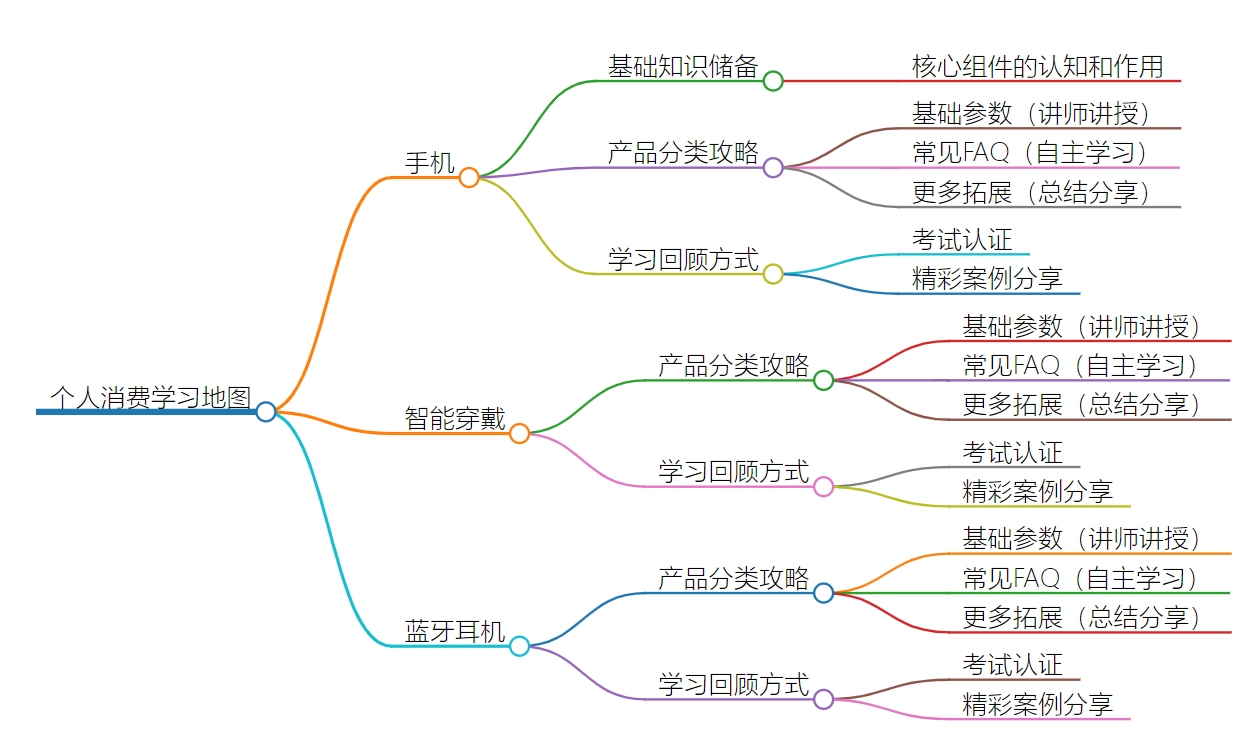 个人消费学习地图
手机
基础知识储备
核心组件的认知和作用
产品分类攻略
基础参数（讲师讲授）
常见FAQ（自主学习）
更多拓展（总结分享）
学习回顾方式
考试认证
精彩案例分享
智能穿戴
产品分类攻略
基础参数（讲师讲授）
常见FAQ（自主学习）
更多拓展（总结分享）
学习回顾方式
考试认证
精彩案例分享
蓝牙耳机
产品分类攻略
基础参数（讲师讲授）
常见FAQ（自主学习）
更多拓展（总结分享）
学习回顾方式
考试认证
精彩案例分享